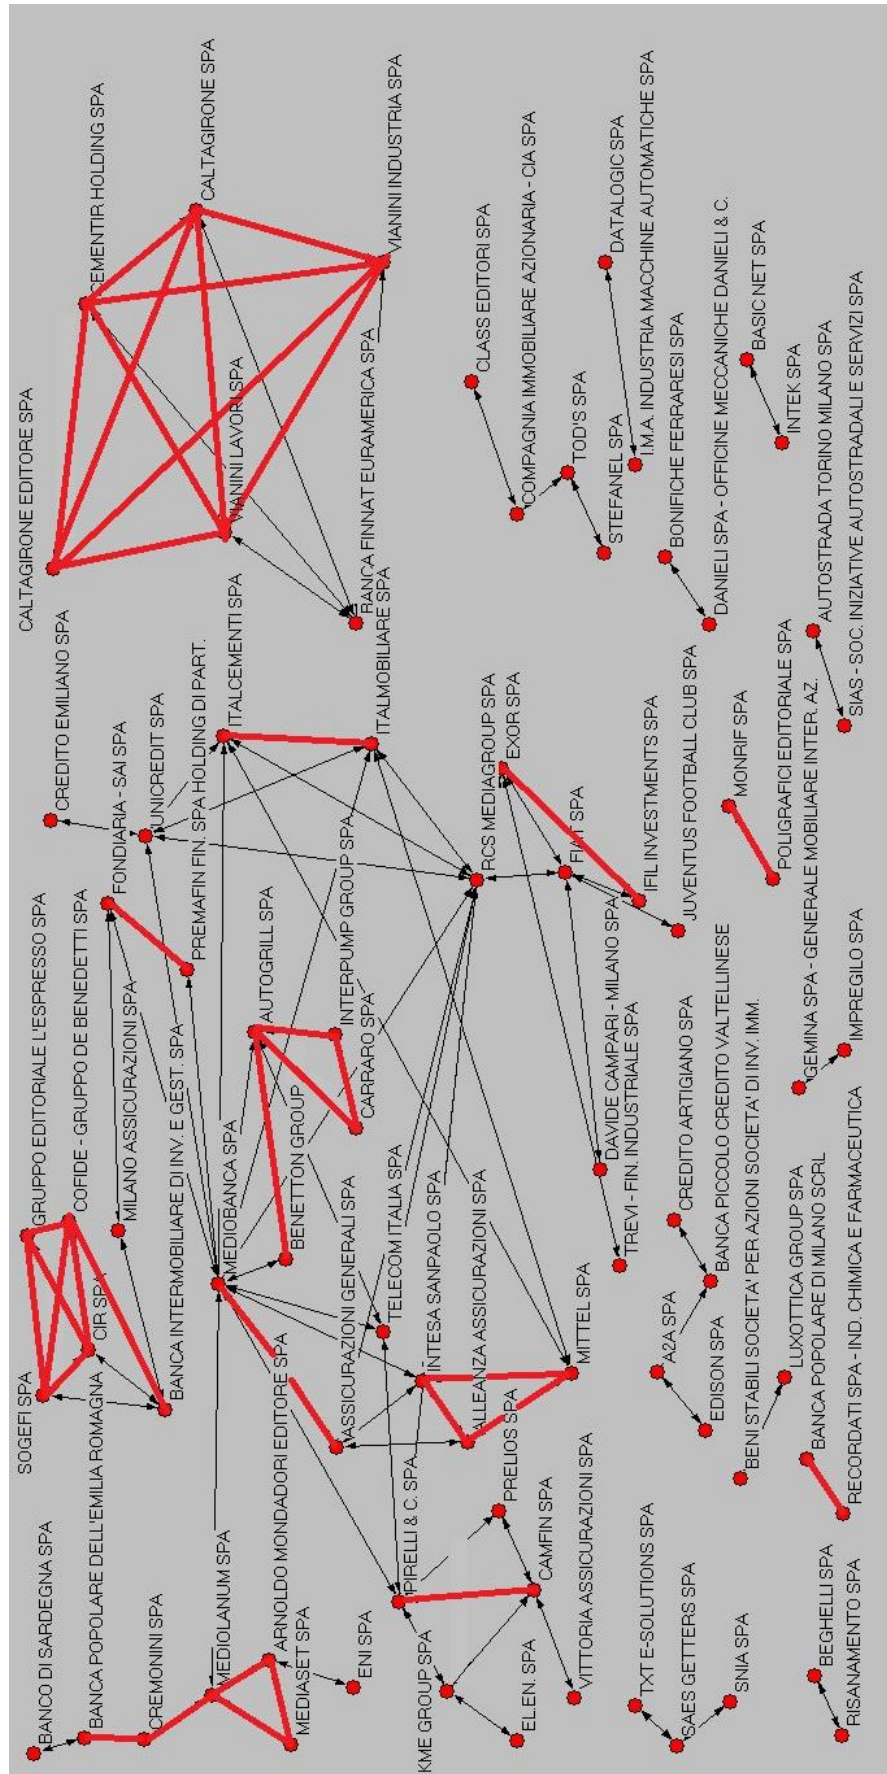 CALTAGIRONE EDITORE SPA
CEMENTIR HOLDING SPA
CALTAGIRONE SPA
VIANINI LAVORI SPA
VIANINI INDUSTRIA SPA
BANCA FINNAT EURAMERICA SPA
CREDITO EMILIANO SPA
FONDIARIA - SAI SPA
UNICREDIT SPA
PREMAFIN FIN. SPA HOLDING DI PART.
ITALCEMENTI SPA
ITALMOBILIARE SPA
GRUPPO EDITORIALE L'ESPRESSO SPA
COFIDE - GRUPPO DE BENEDETTI SPA
SOGEFI SPA
CIR SPA
MILANO ASSICURAZIONI SPA
BANCA INTERMOBILIARE DI INV. E GEST. SPA
MEDIOBANCA SPA
AUTOGRILL SPA
BENETTON GROUP
INTERPUMP GROUP SPA
CARRARO SPA
BANCO DI SARDEGNA SPA
BANCA POPOLARE DELL'EMILIA ROMAGNA
CREMONINI SPA
MEDIOLANUM SPA
ARNOLDO MONDADORI EDITORE SPA
MEDIASET SPA
ENI SPA
ASSICURAZIONI GENERALI SPA
TELECOM ITALIA SPA
INTESA SANPAOLO SPA
ALLEANZA ASSICURAZIONI SPA
MITTEL SPA
PIRELLI & C. SPA
PRELIOS SPA
CAMFIN SPA
KME GROUP SPA
EL.EN. SPA
VITTORIA ASSICURAZIONI SPA
RCS MEDIAGROUP SPA
EXOR SPA
FIAT SPA
IFIL INVESTMENTS SPA
JUVENTUS FOOTBALL CLUB SPA
DAVIDE CAMPARI - MILANO SPA
TREVI - FIN. INDUSTRIALE SPA
CLASS EDITORI SPA
COMPAGNIA IMMOBILIARE AZIONARIA - CIA SPA
TOD'S SPA
STEFANEL SPA
DATALOGIC SPA
I.M.A. INDUSTRIA MACCHINE AUTOMATICHE SPA
BONIFICHE FERRARESI SPA
DANIELI SPA - OFFICINE MECCANICHE DANIELI & C.
BASIC NET SPA
INTEK SPA
AUTOSTRADA TORINO MILANO SPA
SIAS - SOC. INIZIATIVE AUTOSTRADALI E SERVIZI SPA
MONRIF SPA
POLIGRAFICI EDITORIALE SPA
GEMINA SPA - GENERALE MOBILIARE INTER. AZ.
IMPREGILO SPA
CREDITO ARTIGIANO SPA
BANCA PICCOLO CREDITO VALTELLINESE
A2A SPA
EDISON SPA
BENI STABILI SOCIETA' PER AZIONI SOCIETA' DI INV. IMM.
LUXOTTICA GROUP SPA
BANCA POPOLARE DI MILANO SCRL
RECORDATI SPA - IND. CHIMICA E FARMACEUTICA
TXT E-SOLUTIONS SPA
SAES GETTERS SPA
SNIA SPA
BEGHELLI SPA
RISANAMENTO SPA